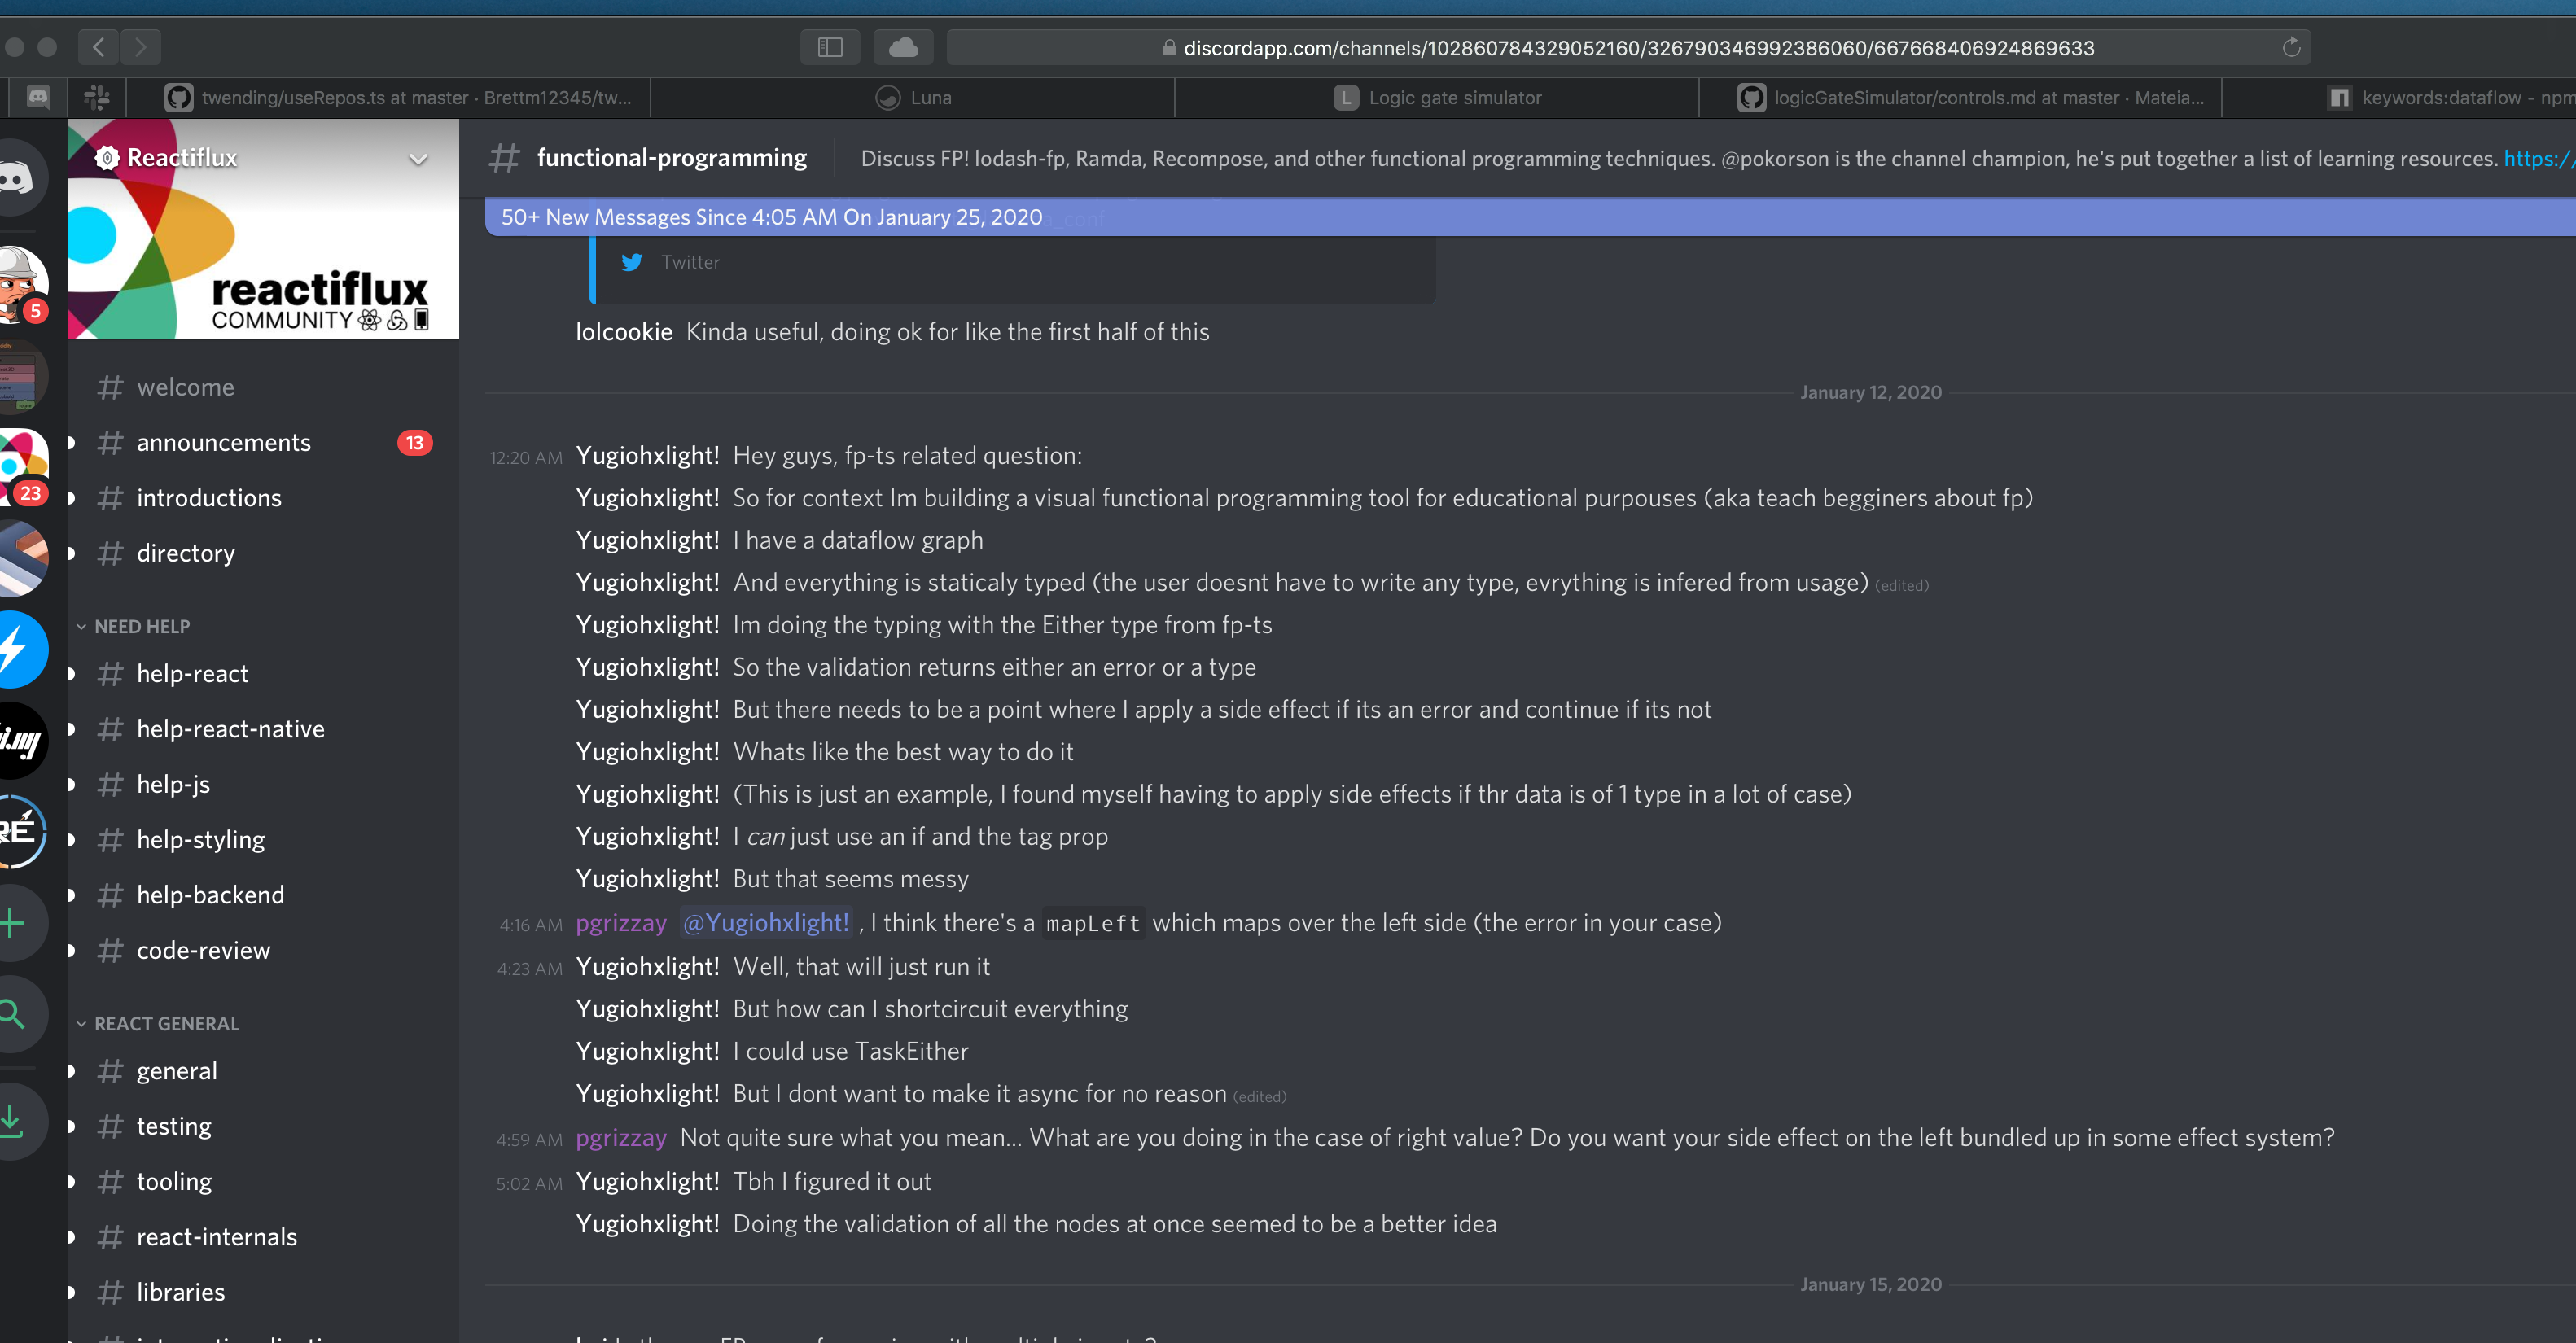 discordapp.com/channels/102860784329052160/326790346992386060/667668406924869633
twending/useRepos.ts at master · Brettm12345/tw...
Luna
L Logic gate simulator
logicGateSimulator/controls.md at master · Mateia...
keywords:dataflow - npm
Reactiflux
# functional-programming
Discuss FP! lodash-fp, Ramda, Recompose, and other functional programming techniques. @pokorson is the channel champion, he's put together a list of learning resources. https:/
50+ New Messages Since 4:05 AM On January 25, 2020
reactiflux
COMMUNITY
5
23
# welcome
# announcements 13
# introductions
# directory
NEED HELP
# help-react
# help-react-native
# help-js
# help-styling
# help-backend
# code-review
REACT GENERAL
# general
# testing
# tooling
# react-internals
# libraries
Twitter
lolcookie Kinda useful, doing ok for like the first half of this
January 12, 2020
12:20 AM Yugiohxlight! Hey guys, fp-ts related question:
Yugiohxlight! So for context Im building a visual functional programming tool for educational purpouses (aka teach begginers about fp)
Yugiohxlight! I have a dataflow graph
Yugiohxlight! And everything is staticaly typed (the user doesnt have to write any type, evrything is infered from usage) (edited)
Yugiohxlight! Im doing the typing with the Either type from fp-ts
Yugiohxlight! So the validation returns either an error or a type
Yugiohxlight! But there needs to be a point where I apply a side effect if its an error and continue if its not
Yugiohxlight! Whats like the best way to do it
Yugiohxlight! (This is just an example, I found myself having to apply side effects if thr data is of 1 type in a lot of case)
Yugiohxlight! I can just use an if and the tag prop
Yugiohxlight! But that seems messy
4:16 AM pgrizzay @Yugiohxlight! , I think there's a mapLeft which maps over the left side (the error in your case)
4:23 AM Yugiohxlight! Well, that will just run it
Yugiohxlight! But how can I shortcircuit everything
Yugiohxlight! I could use TaskEither
Yugiohxlight! But I dont want to make it async for no reason (edited)
4:59 AM pgrizzay Not quite sure what you mean... What are you doing in the case of right value? Do you want your side effect on the left bundled up in some effect system?
5:02 AM Yugiohxlight! Tbh I figured it out
Yugiohxlight! Doing the validation of all the nodes at once seemed to be a better idea
January 15, 2020